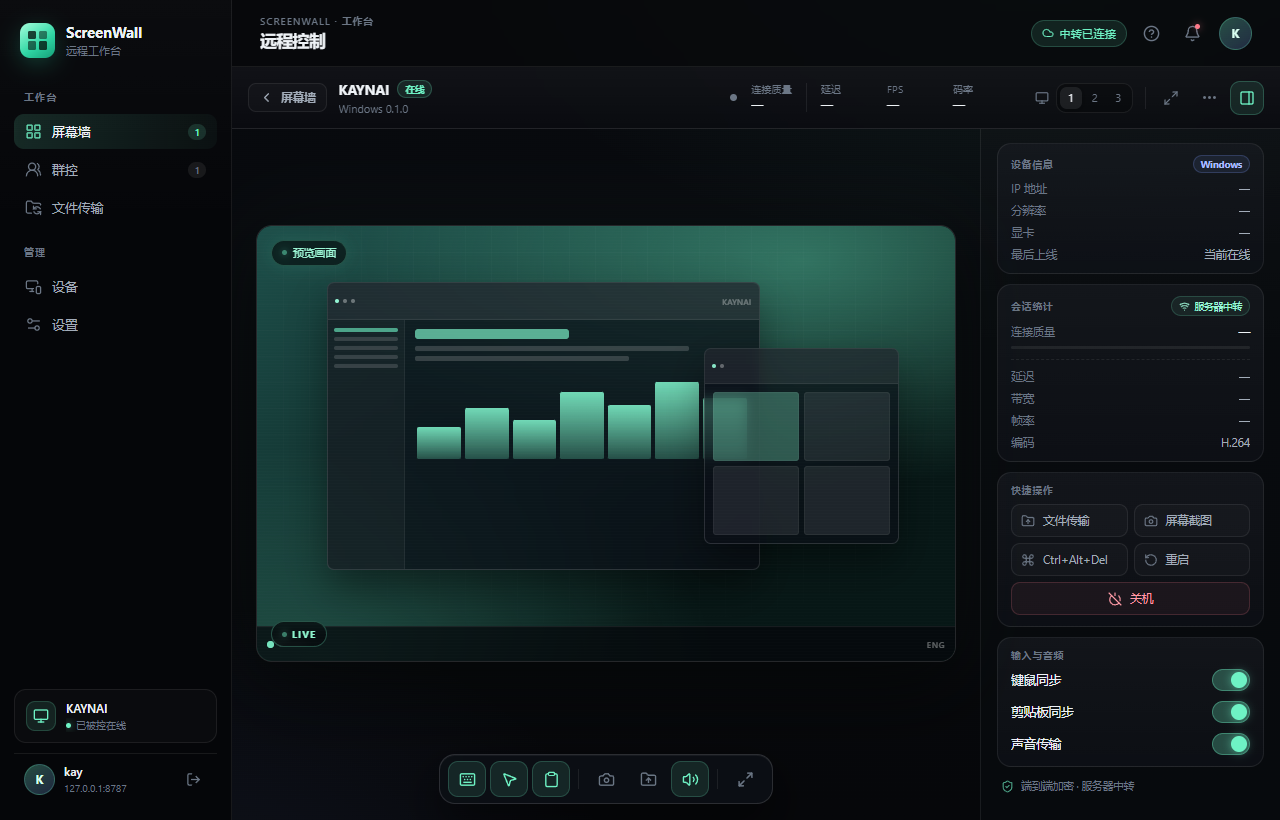 ScreenWall
远程工作台
工作台
屏幕墙 1
群控 1
文件传输
管理
设备
设置
KAYNAI
已被控在线
K
kay
127.0.0.1:8787
SCREENWALL · 工作台
远程控制
中转已连接
K
屏幕墙
KAYNAI 在线
Windows 0.1.0
连接质量 延迟 FPS 码率
— — — —
1 2 3
预览画面
KAYNAI
LIVE
ENG
设备信息 Windows
IP 地址 —
分辨率 —
显卡 —
最后上线 当前在线
会话统计 服务器中转
连接质量 —
延迟 —
带宽 —
帧率 —
编码 H.264
快捷操作
文件传输 屏幕截图
Ctrl+Alt+Del 重启
关机
输入与音频
键鼠同步
剪贴板同步
声音传输
端到端加密 · 服务器中转